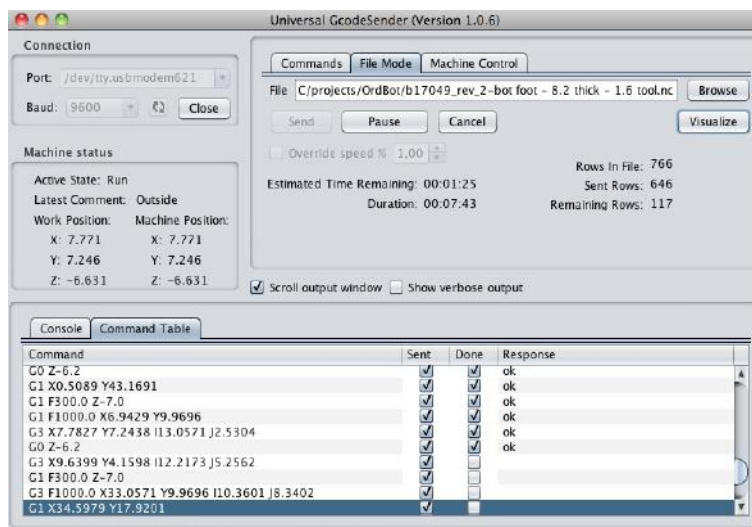 Universal GcodeSender (Version 1.0.6)
Connection
Port: /dev/tty.usbmodem621
Baud: 9600 Close
Machine status
Active State: Run
Latest Comment: Outside
Work Position: Machine Position:
X: 7.771 X: 7.771
Y: 7.246 Y: 7.246
Z: -6.631 Z: -6.631
Commands File Mode Machine Control
File C/projects/OrdBot/b17049_rev_2-bot foot - 8.2 thick - 1.6 tool.nc Browse
Send Pause Cancel Visualize
Override speed % 1,00
Rows In File: 766
Estimated Time Remaining: 00:01:25 Sent Rows: 646
Duration: 00:07:43 Remaining Rows: 117
Scroll output window Show verbose output
Console Command Table
Command Sent Done Response
G0 Z-6.2 ok
G1 X0.5089 Y43.1691 ok
G1 F300.0 Z-7.0 ok
G1 F1000.0 X6.9429 Y9.9696 ok
G3 X7.7827 Y7.2438 I13.0571 J2.5304 ok
G0 Z-6.2 ok
G3 X9.6399 Y4.1598 I12.2173 J5.2562
G1 F300.0 Z-7.0
G3 F1000.0 X33.0571 Y9.9696 I10.3601 J8.3402
G1 X34.5979 Y17.9201